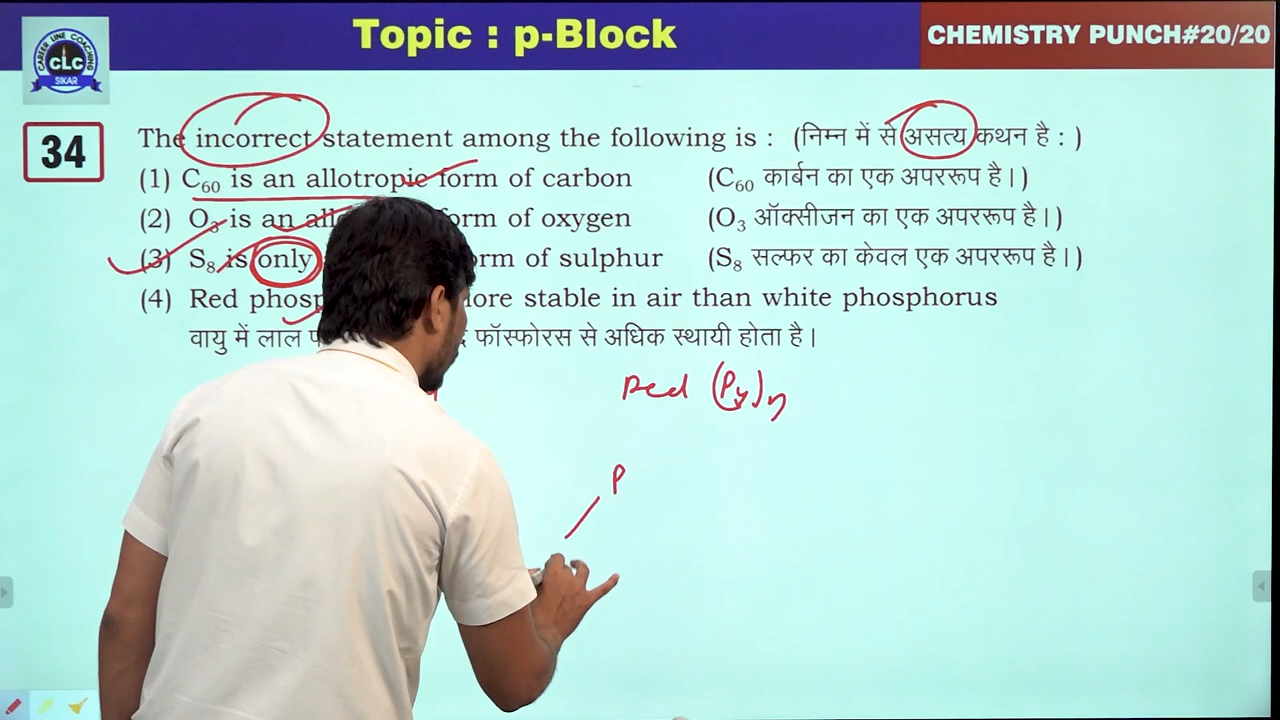 Topic : p-Block
CHEMISTRY PUNCH#20/20
CAREER LINE COACHING
CLC
SIKAR
34
The incorrect statement among the following is : (निम्न में से असत्य कथन है : )
(1) C₆₀ is an allotropic form of carbon (C₆₀ कार्बन का एक अपररूप है।)
(2) O₃ is an form of oxygen (O₃ ऑक्सीजन का एक अपररूप है।)
(3) S₈ is only form of sulphur (S₈ सल्फर का केवल एक अपररूप है।)
(4) Red stable in air than white phosphorus
वायु में लाल फॉस्फोरस से अधिक स्थायी होता है।
Red (P₄)n
P